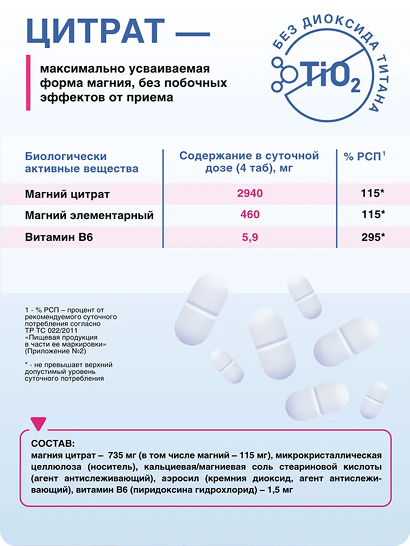 ЦИТРАТ —
максимально усваиваемая
форма магния, без побочных
эффектов от приема
БЕЗ ДИОКСИДА ТИТАНА
TiO2
Биологически
активные вещества
Содержание в суточной
дозе (4 таб), мг
% РСП1
Магний цитрат 2940 115*
Магний элементарный 460 115*
Витамин В6 5,9 295*
1 - % РСП – процент от
рекомендуемого суточного
потребления согласно
ТР ТС 022/2011
«Пищевая продукция
в части ее маркировки»
(Приложение №2)
* - не превышает верхний
допустимый уровень
суточного потребления
СОСТАВ:
магния цитрат – 735 мг (в том числе магний – 115 мг), микрокристаллическая
целлюлоза (носитель), кальциевая/магниевая соль стеариновой кислоты
(агент антислеживающий), аэросил (кремния диоксид, агент антислежи-
вающий), витамин В6 (пиридоксина гидрохлорид) – 1,5 мг